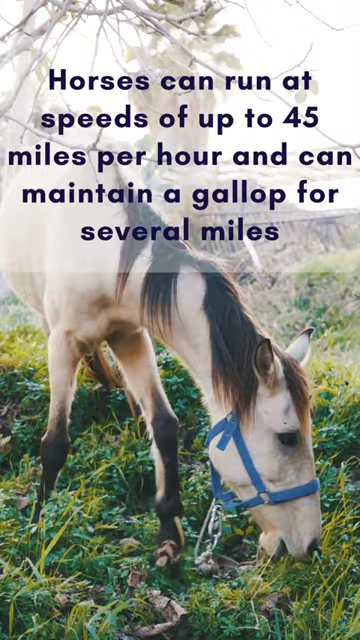 Horses can run at
speeds of up to 45
miles per hour and can
maintain a gallop for
several miles